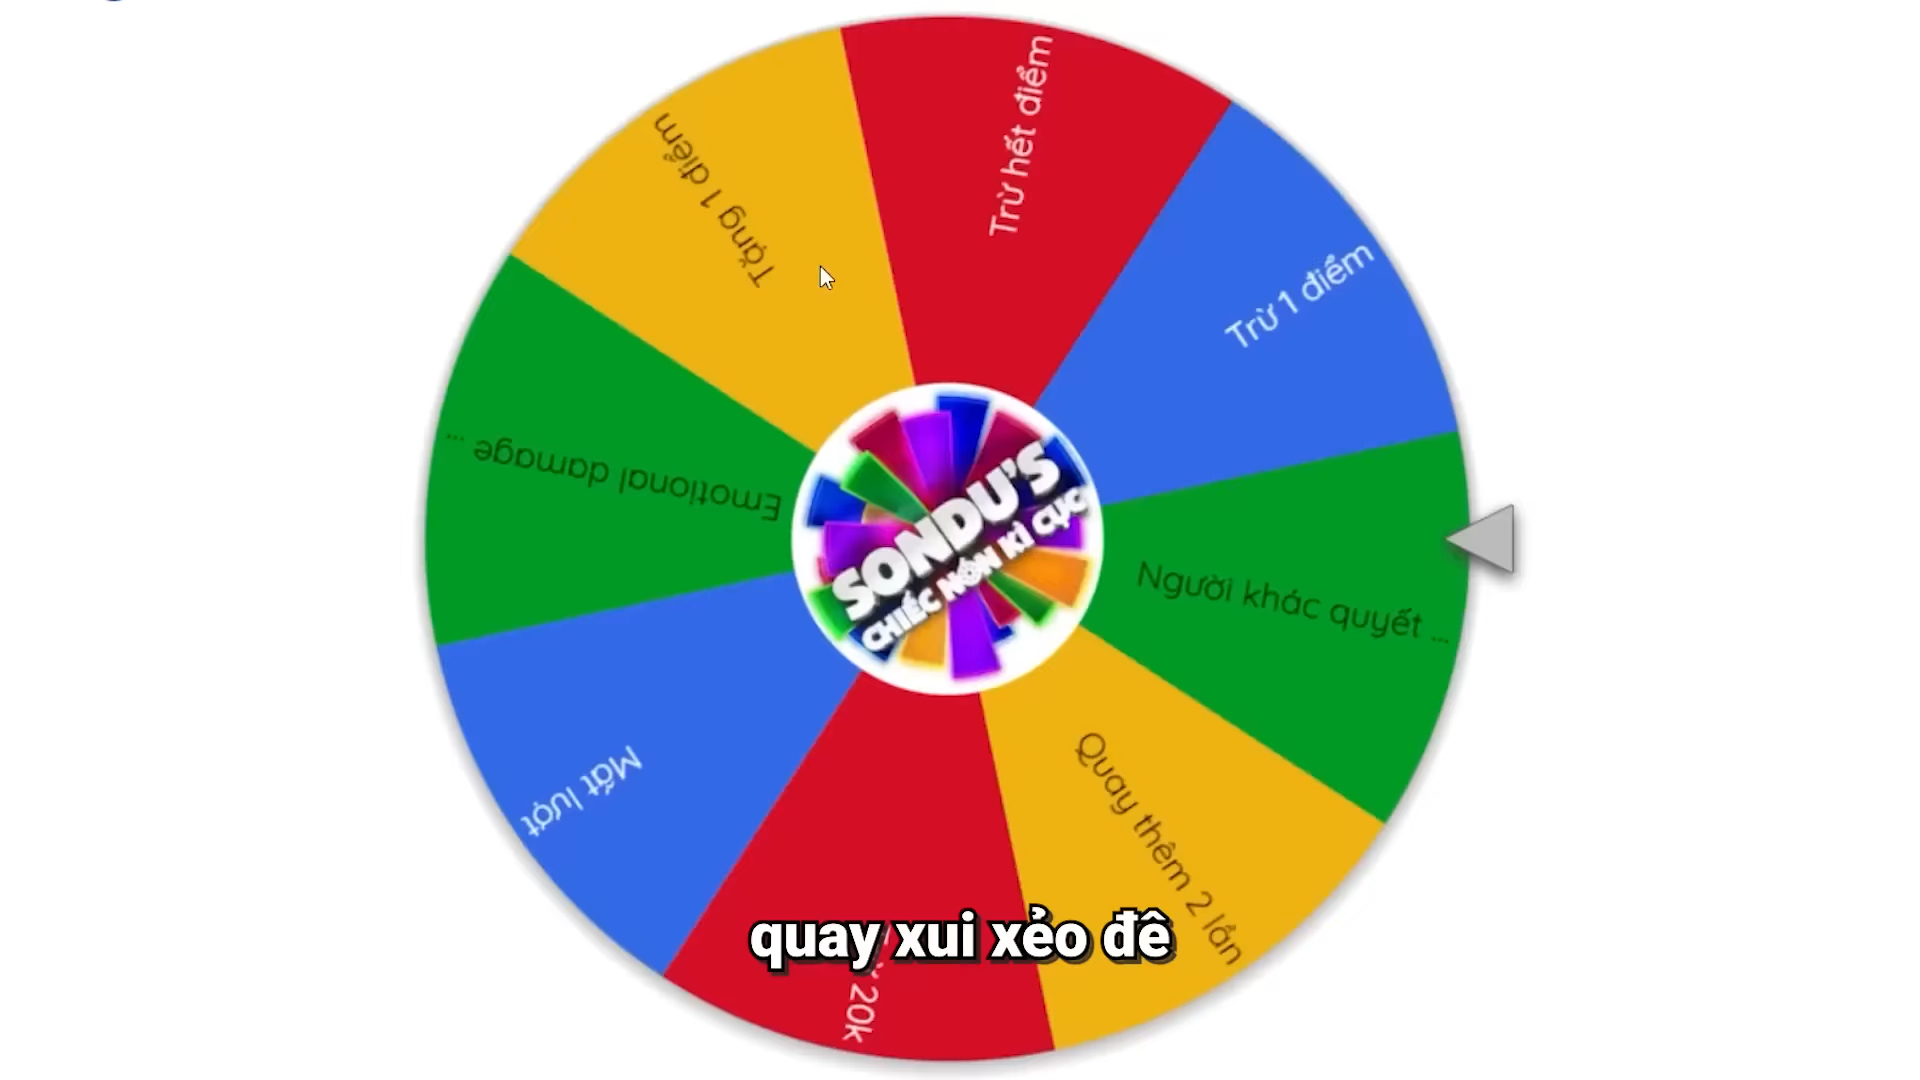 Trừ hết điểm
Trừ 1 điểm
Người khác quyết ...
Quay thêm 2 lần
20k
Mất lượt
Emotional damage ...
Tặng 1 điểm
SONDU'S
CHIẾC NÓN KÌ CỤC
quay xui xẻo đê